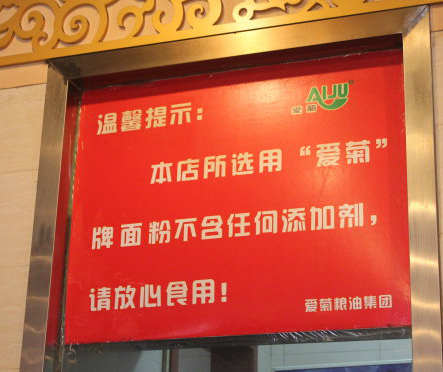 AIJU
爱菊
温馨提示：
本店所选用“爱菊”
牌面粉不含任何添加剂，
请放心食用！
爱菊粮油集团